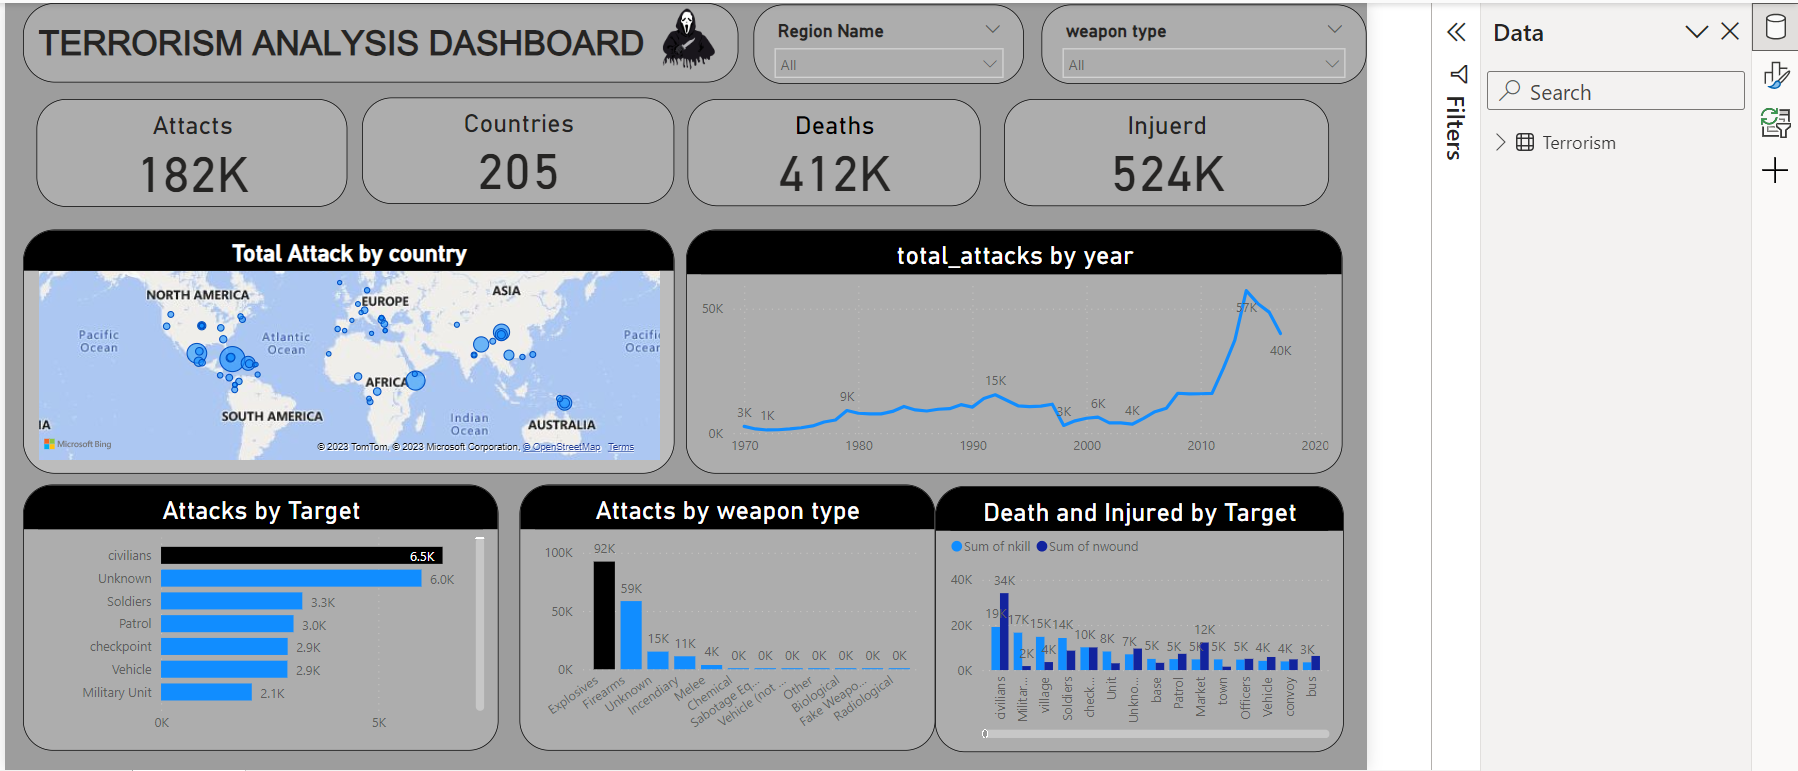 TERRORISM ANALYSIS DASHBOARD
Region Name
All
weapon type
All
Attacts
182K
Countries
205
Deaths
412K
Injuerd
524K
Total Attack by country
NORTH AMERICA
EUROPE
ASIA
Pacific
Ocean
Atlantic
Ocean
Pacific
Ocean
AFRICA
SOUTH AMERICA
Indian
Ocean
AUSTRALIA
IA
Microsoft Bing
© 2023 TomTom, © 2023 Microsoft Corporation, © OpenStreetMap Terms
total_attacks by year
50K
0K
3K
1K
9K
15K
3K
6K
4K
57K
40K
1970
1980
1990
2000
2010
2020
Attacks by Target
civilians 6.5K
Unknown 6.0K
Soldiers 3.3K
Patrol 3.0K
checkpoint 2.9K
Vehicle 2.9K
Military Unit 2.1K
0K 5K
Attacts by weapon type
100K
50K
0K
92K
59K
15K
11K
4K
0K
0K
0K
0K
0K
0K
0K
Explosives
Firearms
Unknown
Incendiary
Melee
Chemical
Sabotage Eq...
Vehicle (not ...
Other
Biological
Fake Weapo...
Radiological
Death and Injured by Target
Sum of nkill Sum of nwound
40K
20K
0K
34K
19K
17K
2K
15K
4K
14K
10K
8K
7K
5K
5K
5K
12K
5K
5K
4K
4K
3K
civilians
Militar...
village
Soldiers
check...
Unit
Unkno...
base
Patrol
Market
town
Officers
Vehicle
convoy
bus
Filters
Data
Search
Terrorism